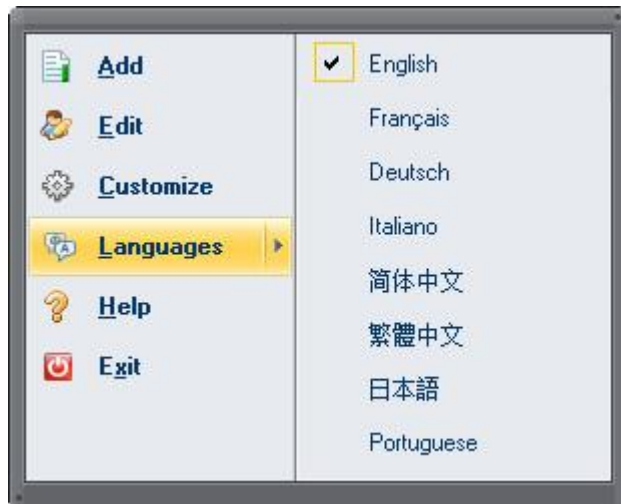 Add
Edit
Customize
Languages
Help
Exit
English
Français
Deutsch
Italiano
简体中文
繁體中文
日本語
Portuguese